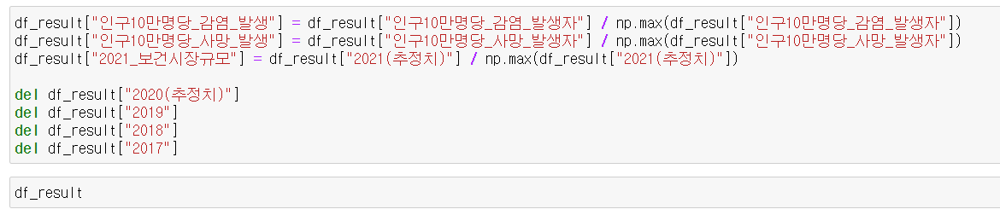 df_result["인구10만명당_감염_발생"] = df_result["인구10만명당_감염_발생자"] / np.max(df_result["인구10만명당_감염_발생자"])
df_result["인구10만명당_사망_발생"] = df_result["인구10만명당_사망_발생자"] / np.max(df_result["인구10만명당_사망_발생자"])
df_result["2021_보건시장규모"] = df_result["2021(추정치)"] / np.max(df_result["2021(추정치)"])
del df_result["2020(추정치)"]
del df_result["2019"]
del df_result["2018"]
del df_result["2017"]
df_result